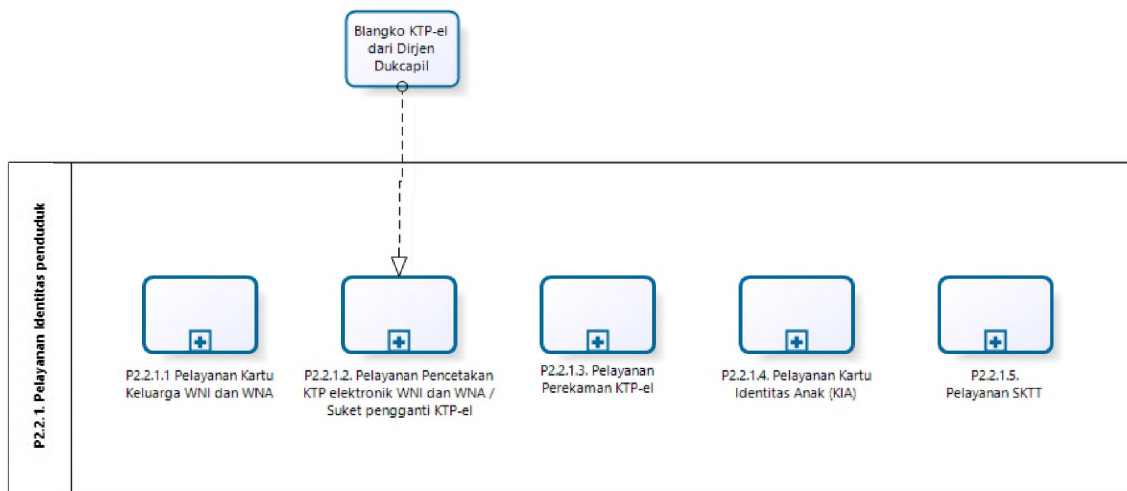 Blangko KTP-el
dari Dirjen
Dukcapil
P2.2.1. Pelayanan Identitas penduduk
P2.2.1.1 Pelayanan Kartu
Keluarga WNI dan WNA
P2.2.1.2. Pelayanan Pencetakan
KTP elektronik WNI dan WNA /
Suket pengganti KTP-el
P2.2.1.3. Pelayanan
Perekaman KTP-el
P2.2.1.4. Pelayanan Kartu
Identitas Anak (KIA)
P2.2.1.5.
Pelayanan SKTT